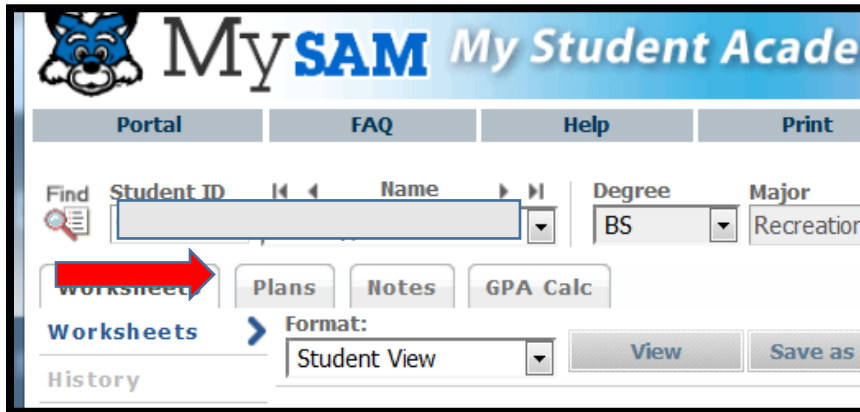 MySAM My Student Acade
Portal FAQ Help Print
Find Student ID Name Degree Major
BS Recreation
Worksheets Plans Notes GPA Calc
Worksheets Format:
Student View View Save as
History